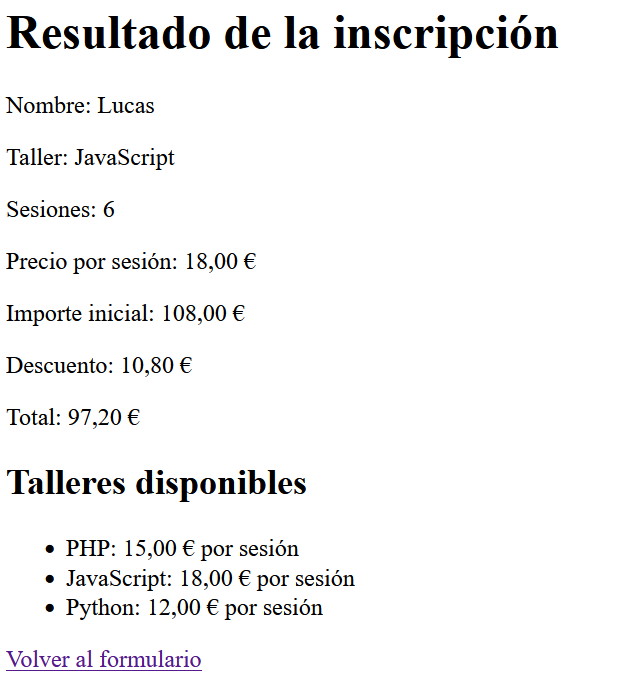 Resultado de la inscripción
Nombre: Lucas
Taller: JavaScript
Sesiones: 6
Precio por sesión: 18,00 €
Importe inicial: 108,00 €
Descuento: 10,80 €
Total: 97,20 €
Talleres disponibles
• PHP: 15,00 € por sesión
• JavaScript: 18,00 € por sesión
• Python: 12,00 € por sesión
Volver al formulario